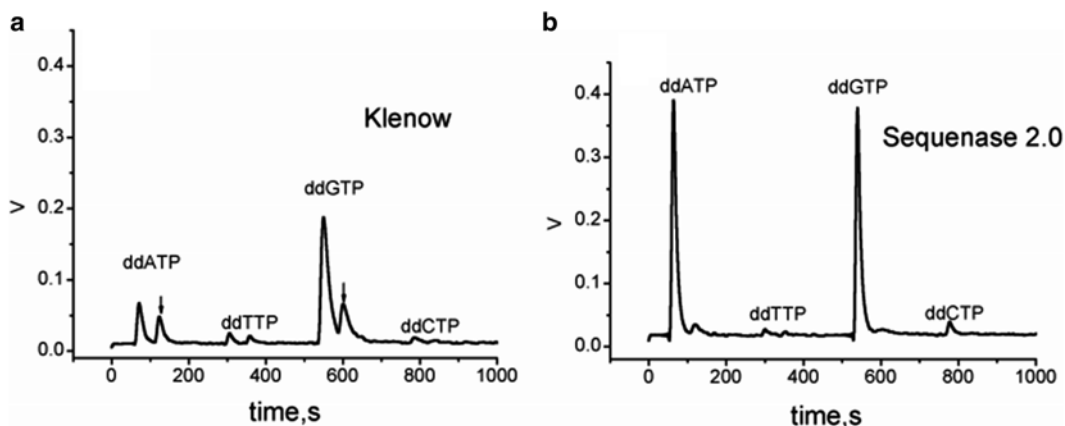 a
0.4
0.3
0.2
0.1
0.0
V
Klenow
ddATP
ddTTP
ddGTP
ddCTP
0 200 400 600 800 1000
time,s
b
0.4
0.3
0.2
0.1
0.0
V
ddATP
ddGTP
Sequenase 2.0
ddTTP
ddCTP
0 200 400 600 800 1000
time,s